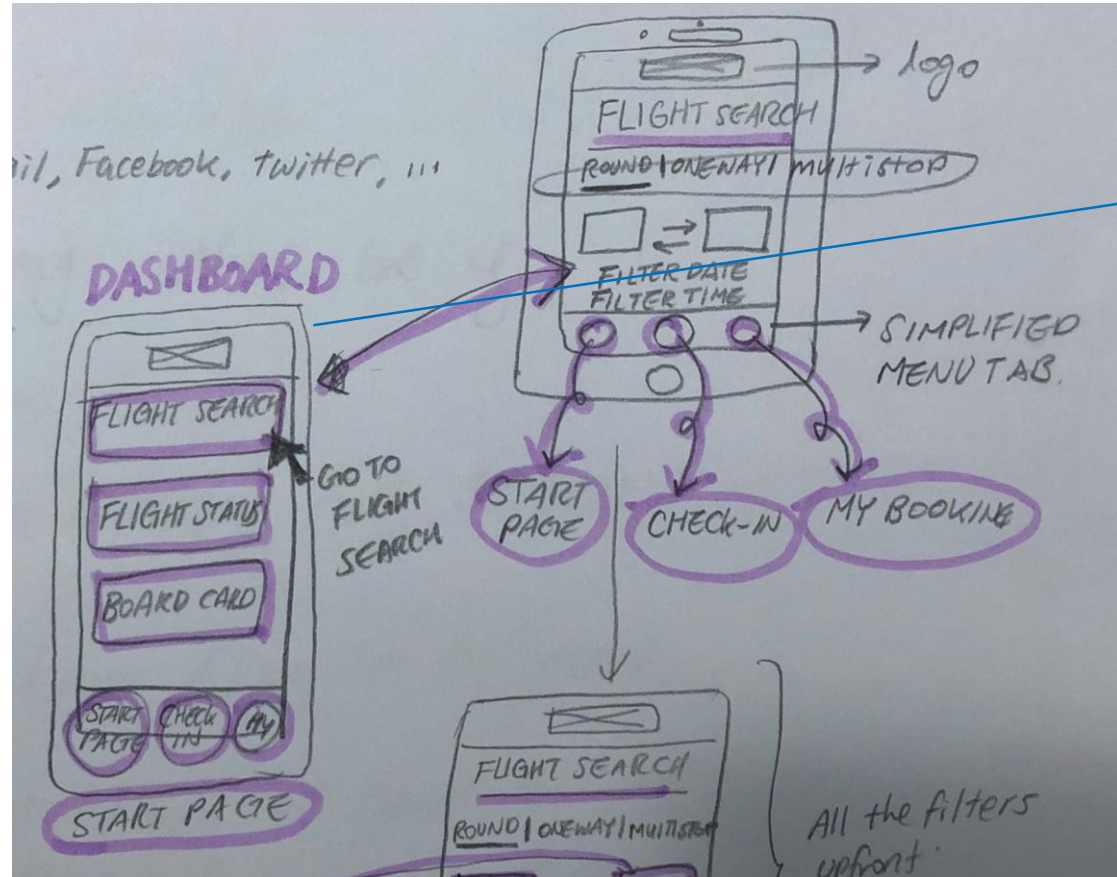 logo
FLIGHT SEARCH
ROUND | ONEWAY | MULTISTOP
il, Facebook, twitter, ...
FILTER DATE
FILTER TIME
SIMPLIFIED
MENU TAB.
DASHBOARD
FLIGHT SEARCH
GO TO
FLIGHT
SEARCH
FLIGHT STATUS
BOARD CARD
START
PAGE
CHECK
IN
MY
START PAGE
START
PAGE
CHECK-IN
MY BOOKING
FLIGHT SEARCH
ROUND | ONEWAY | MULTISTOP
All the filters
upfront